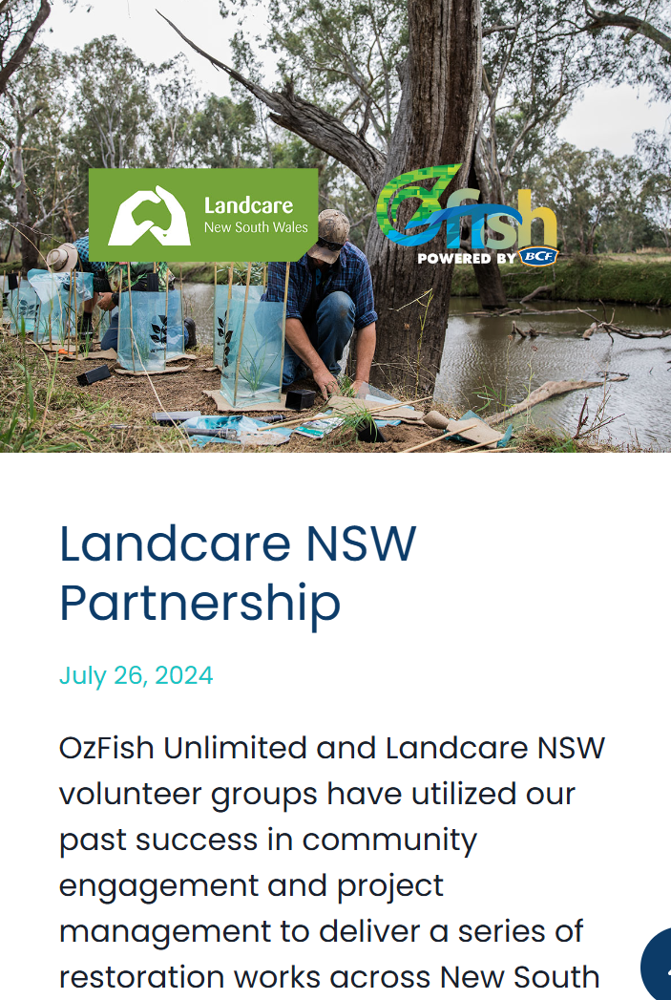 Landcare
New South Wales
Ozfish
POWERED BY BCF
Landcare NSW
Partnership
July 26, 2024
OzFish Unlimited and Landcare NSW
volunteer groups have utilized our
past success in community
engagement and project
management to deliver a series of
restoration works across New South